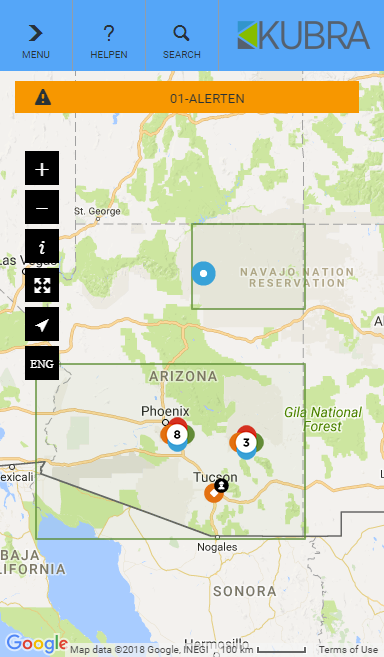 MENU
?
HELPEN
SEARCH
KUBRA
01-ALERTEN
St. George
+
−
i
Las Vegas
NAVAJO NATION
RESERVATION
ENG
ARIZONA
Phoenix
8
3
Gila National
Forest
Tucson
Mexicali
Nogales
BAJA
CALIFORNIA
SONORA
Hermosillo
Google
Map data ©2018 Google, INEGI
100 km
Terms of Use